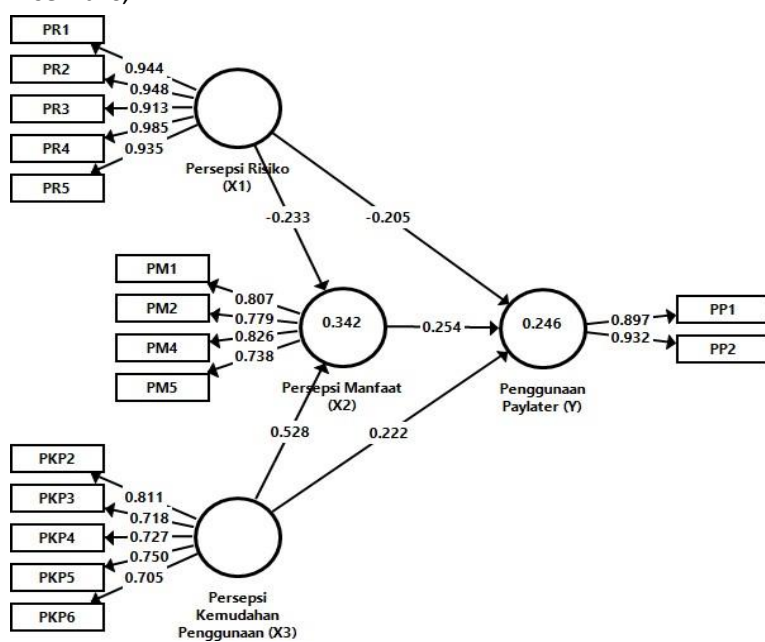 PR1
PR2
PR3
PR4
PR5
0.944
0.948
0.913
0.985
0.935
Persepsi Risiko
(X1)
-0.233
-0.205
PM1
PM2
PM4
PM5
0.807
0.779
0.826
0.738
0.342
Persepsi Manfaat
(X2)
0.254
0.246
Penggunaan
Paylater (Y)
0.897
0.932
PP1
PP2
0.528
0.222
PKP2
PKP3
PKP4
PKP5
PKP6
0.811
0.718
0.727
0.750
0.705
Persepsi
Kemudahan
Penggunaan (X3)